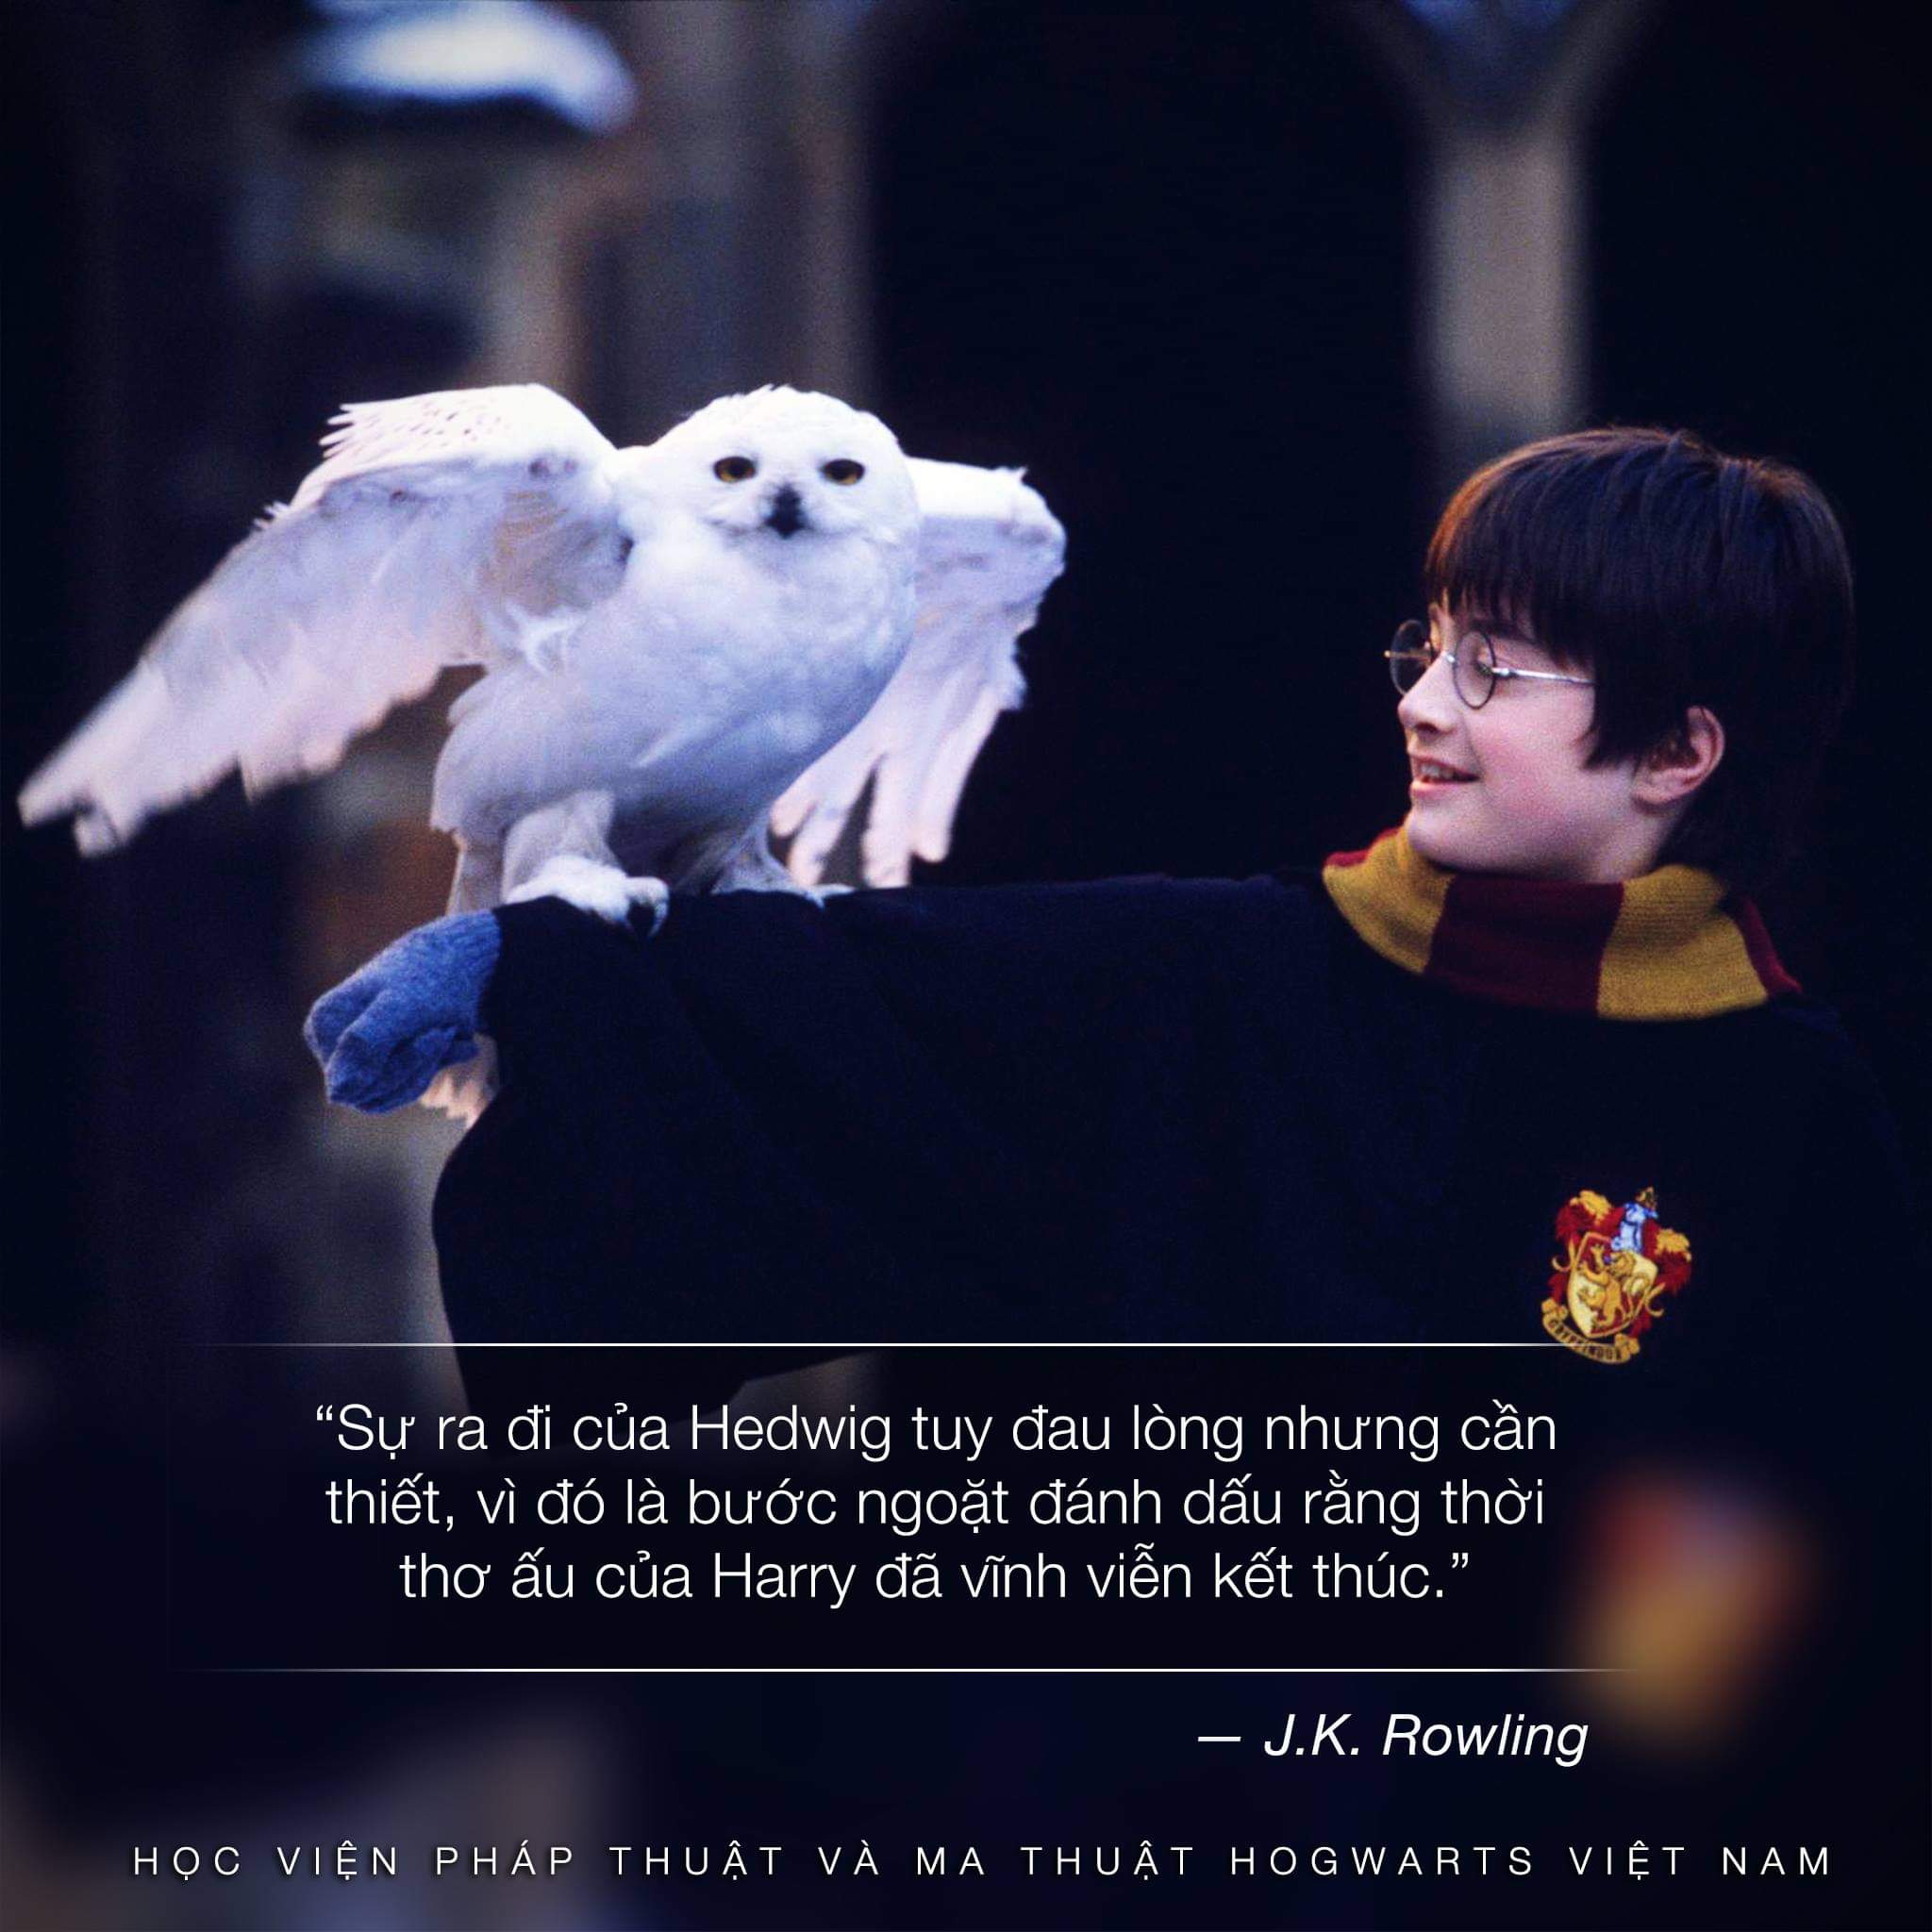 GRYFFINDOR
“Sự ra đi của Hedwig tuy đau lòng nhưng cần
thiết, vì đó là bước ngoặt đánh dấu rằng thời
thơ ấu của Harry đã vĩnh viễn kết thúc.”
— J.K. Rowling
HỌC VIỆN PHÁP THUẬT VÀ MA THUẬT HOGWARTS VIỆT NAM